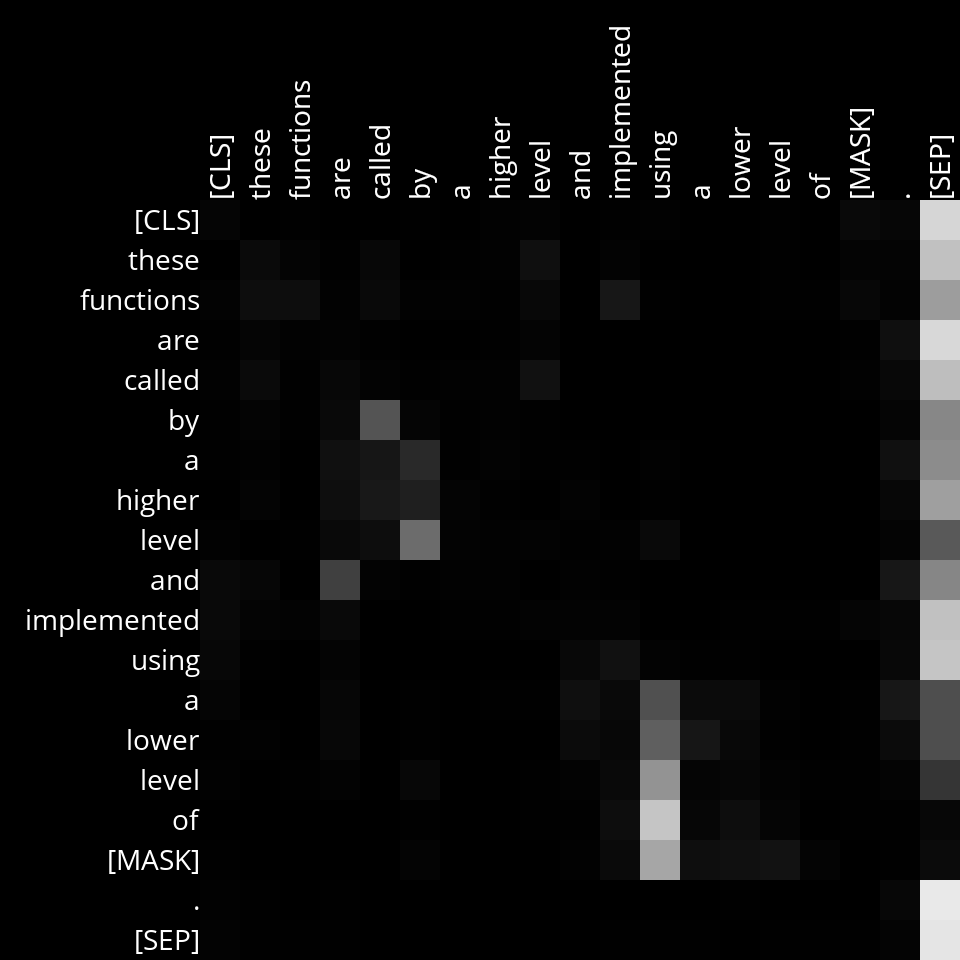 [CLS] these functions are called by a higher level and implemented using a lower level of [MASK] . [SEP]
[CLS]
these
functions
are
called
by
a
higher
level
and
implemented
using
a
lower
level
of
[MASK]
.
[SEP]